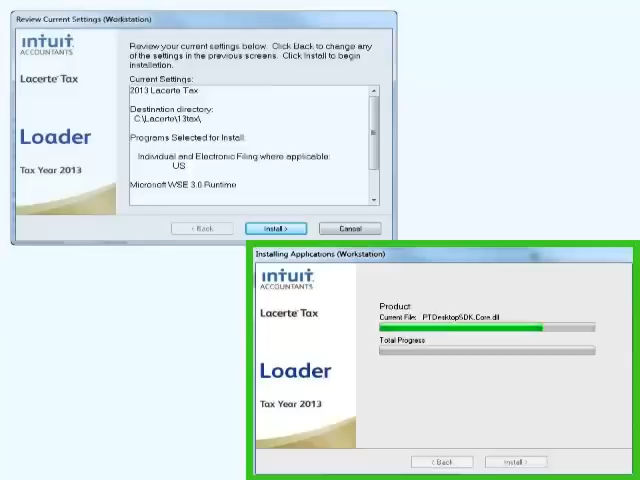 Review Current Settings (Workstation)
intuit.
ACCOUNTANTS
Lacerte Tax
Loader
Tax Year 2013
Review your current settings below. Click Back to change any
of the settings in the previous screens. Click Install to begin
installation.
Current Settings:
2013 Lacerte Tax
Destination directory:
C:\Lacerte\13tax\
Programs Selected for Install:
Individual and Electronic Filing where applicable:
US
Microsoft WSE 3.0 Runtime
< Back
Install >
Cancel
Installing Applications (Workstation)
intuit.
ACCOUNTANTS
Lacerte Tax
Loader
Tax Year 2013
Product:
Current File: PTDesktopSDK.Core.dll
Total Progress
< Back
Install >